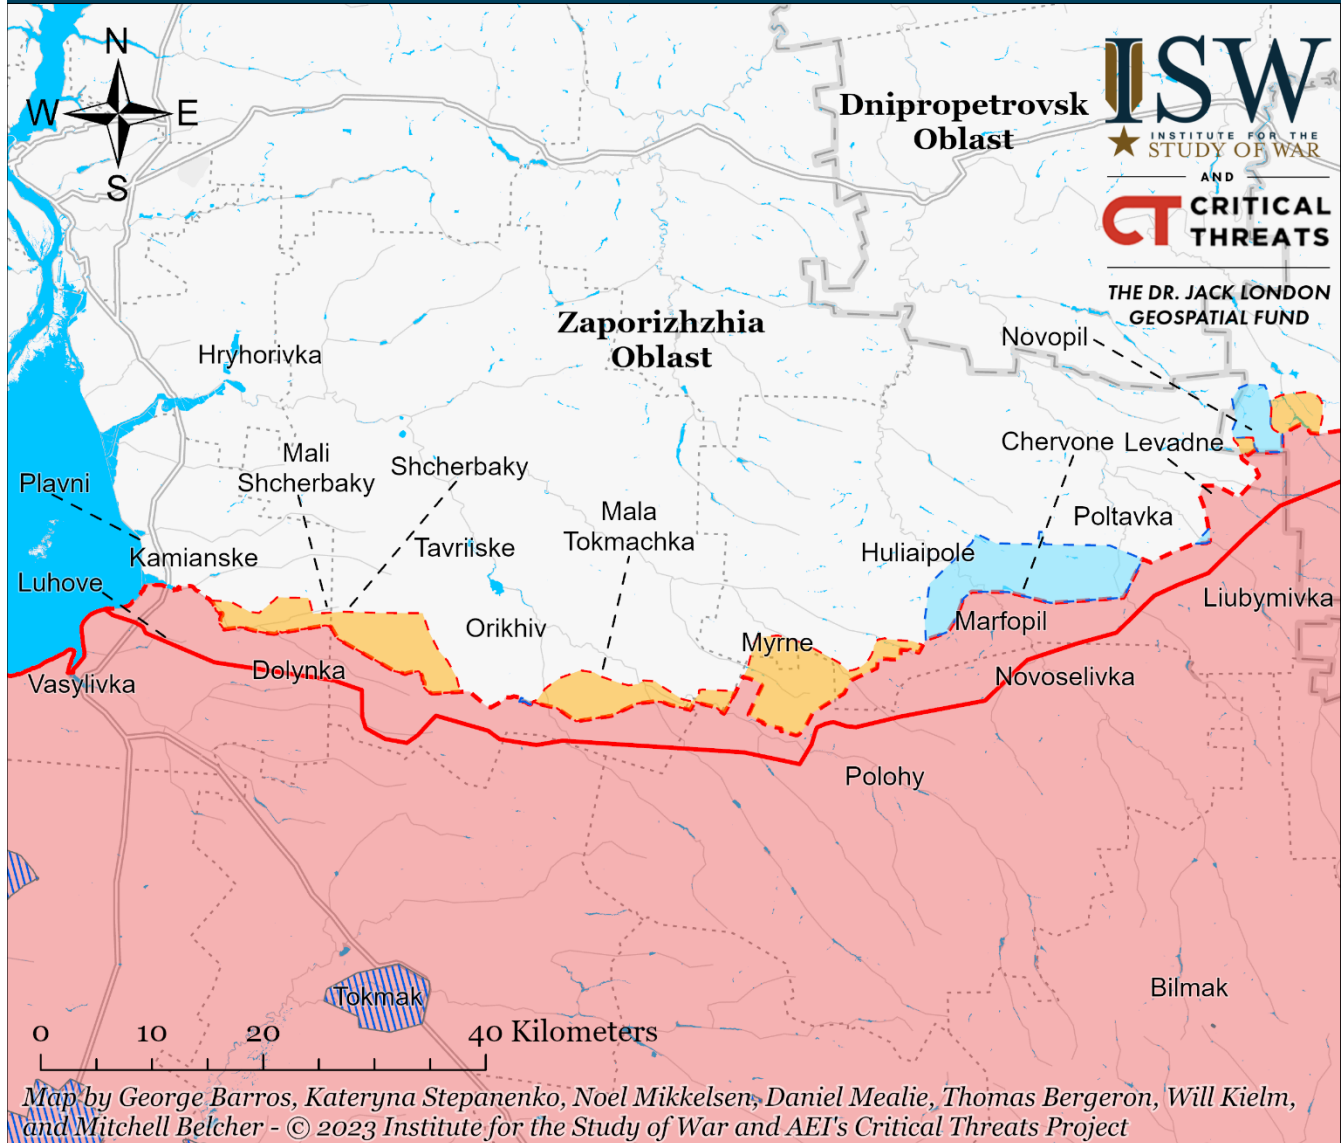 N
W E
S
Dnipropetrovsk
Oblast
ISW
INSTITUTE FOR THE
STUDY OF WAR
AND
CT CRITICAL
THREATS
THE DR. JACK LONDON
GEOSPATIAL FUND
Zaporizhzhia
Oblast
Novopil
Hryhorivka
Mali
Shcherbaky
Shcherbaky
Chervone
Levadne
Plavni
Mala
Tokmachka
Poltavka
Kamianske
Tavriiske
Huliaipole
Luhove
Liubymivka
Orikhiv
Marfopil
Myrne
Vasylivka
Dolynka
Novoselivka
Polohy
Tokmak
Bilmak
0 10 20 40 Kilometers
Map by George Barros, Kateryna Stepanenko, Noel Mikkelsen, Daniel Mealie, Thomas Bergeron, Will Kielm,
and Mitchell Belcher - © 2023 Institute for the Study of War and AEI's Critical Threats Project